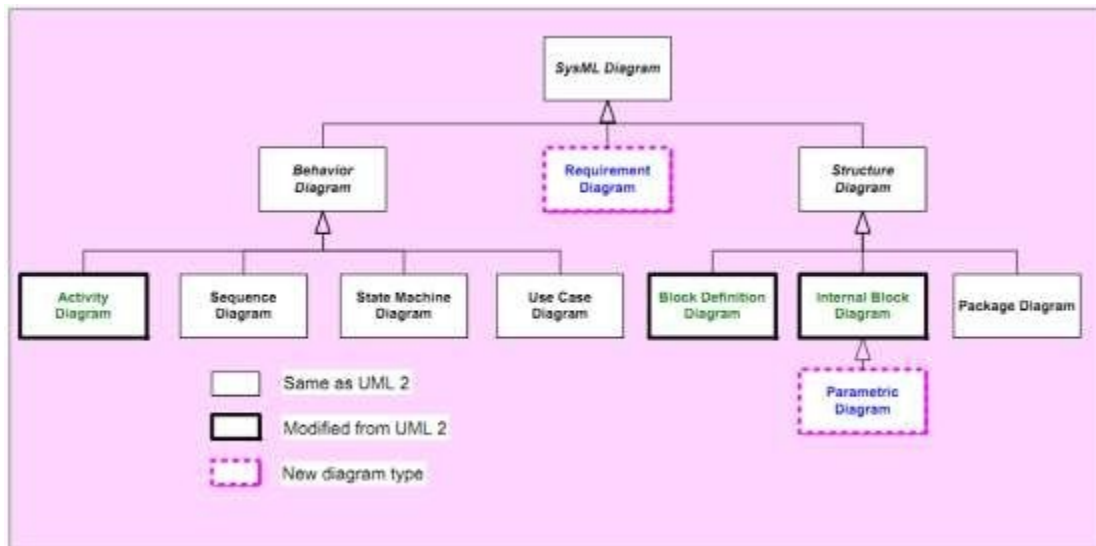 SysML Diagram
Behavior
Diagram
Requirement
Diagram
Structure
Diagram
Activity
Diagram
Sequence
Diagram
State Machine
Diagram
Use Case
Diagram
Block Definition
Diagram
Internal Block
Diagram
Package Diagram
Parametric
Diagram
Same as UML 2
Modified from UML 2
New diagram type